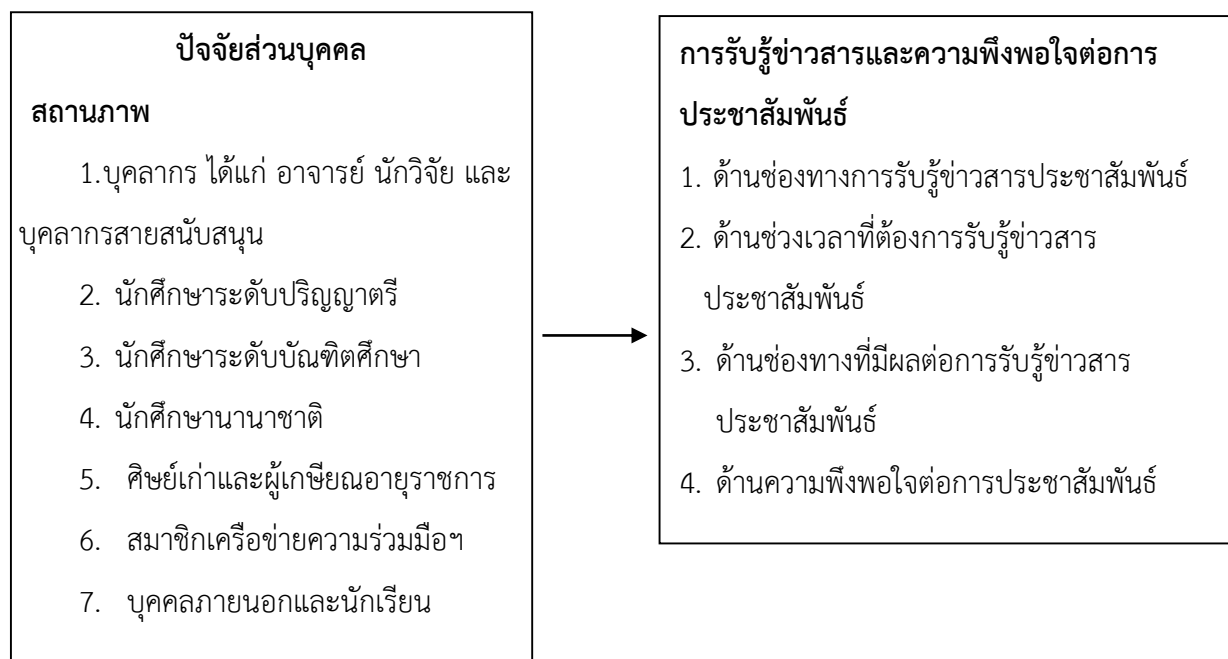 ปัจจัยส่วนบุคคล
สถานภาพ
1.บุคลากร ได้แก่ อาจารย์ นักวิจัย และ
บุคลากรสายสนับสนุน
2. นักศึกษาระดับปริญญาตรี
3. นักศึกษาระดับบัณฑิตศึกษา
4. นักศึกษานานาชาติ
5. ศิษย์เก่าและผู้เกษียณอายุราชการ
6. สมาชิกเครือข่ายความร่วมมือฯ
7. บุคคลภายนอกและนักเรียน
การรับรู้ข่าวสารและความพึงพอใจต่อการ
ประชาสัมพันธ์
1. ด้านช่องทางการรับรู้ข่าวสารประชาสัมพันธ์
2. ด้านช่วงเวลาที่ต้องการรับรู้ข่าวสาร
ประชาสัมพันธ์
3. ด้านช่องทางที่มีผลต่อการรับรู้ข่าวสาร
ประชาสัมพันธ์
4. ด้านความพึงพอใจต่อการประชาสัมพันธ์